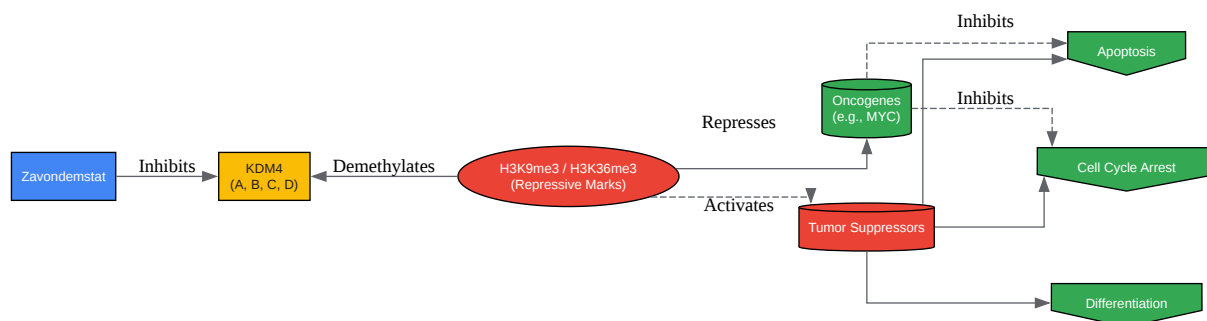 Zavondemstat
Inhibits
KDM4
(A, B, C, D)
Demethylates
H3K9me3 / H3K36me3
(Repressive Marks)
Represses
Activates
Oncogenes
(e.g., MYC)
Tumor Suppressors
Inhibits
Inhibits
Apoptosis
Cell Cycle Arrest
Differentiation